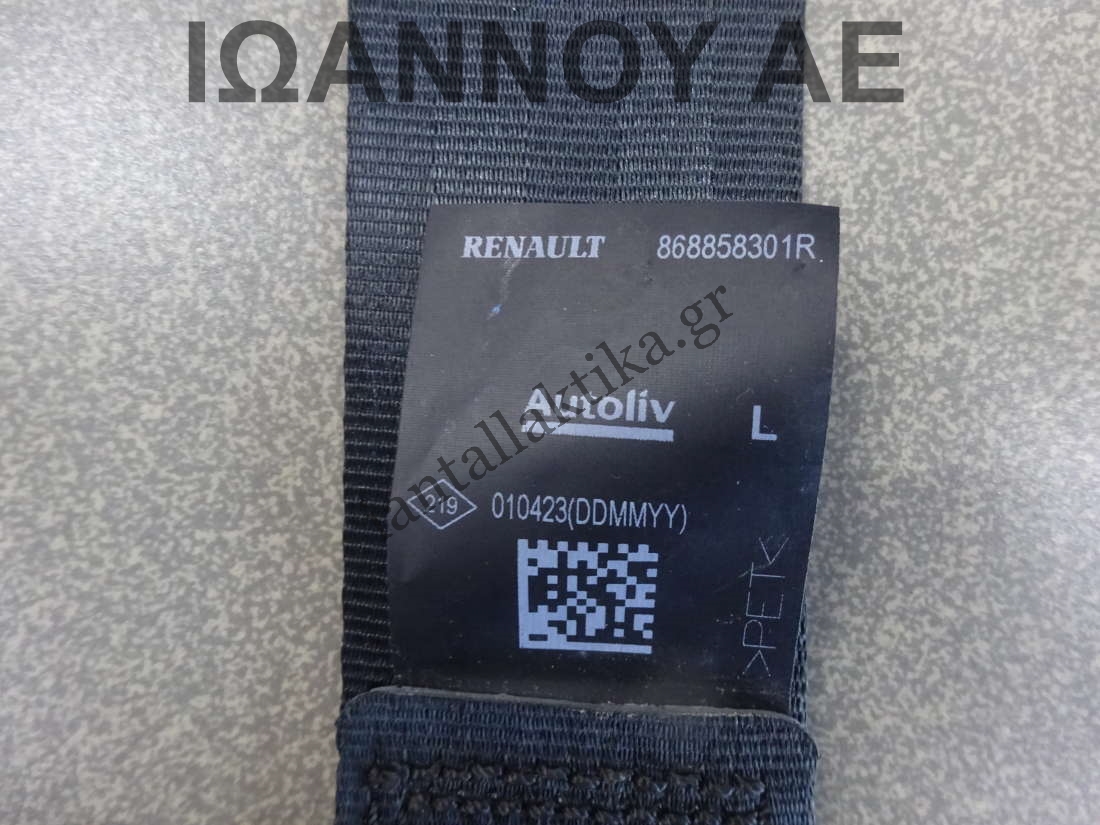 ΙΩΑΝΝΟΥ ΑΕ
RENAULT 868858301R
antallaktika.gr
Autoliv
L
219 010423(DDMMYY)
>PET<